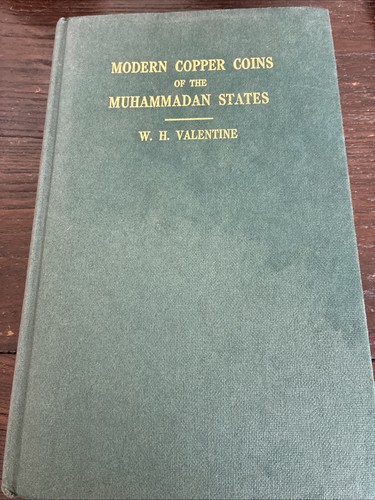 MODERN COPPER COINS
OF THE
MUHAMMADAN STATES
W. H. VALENTINE